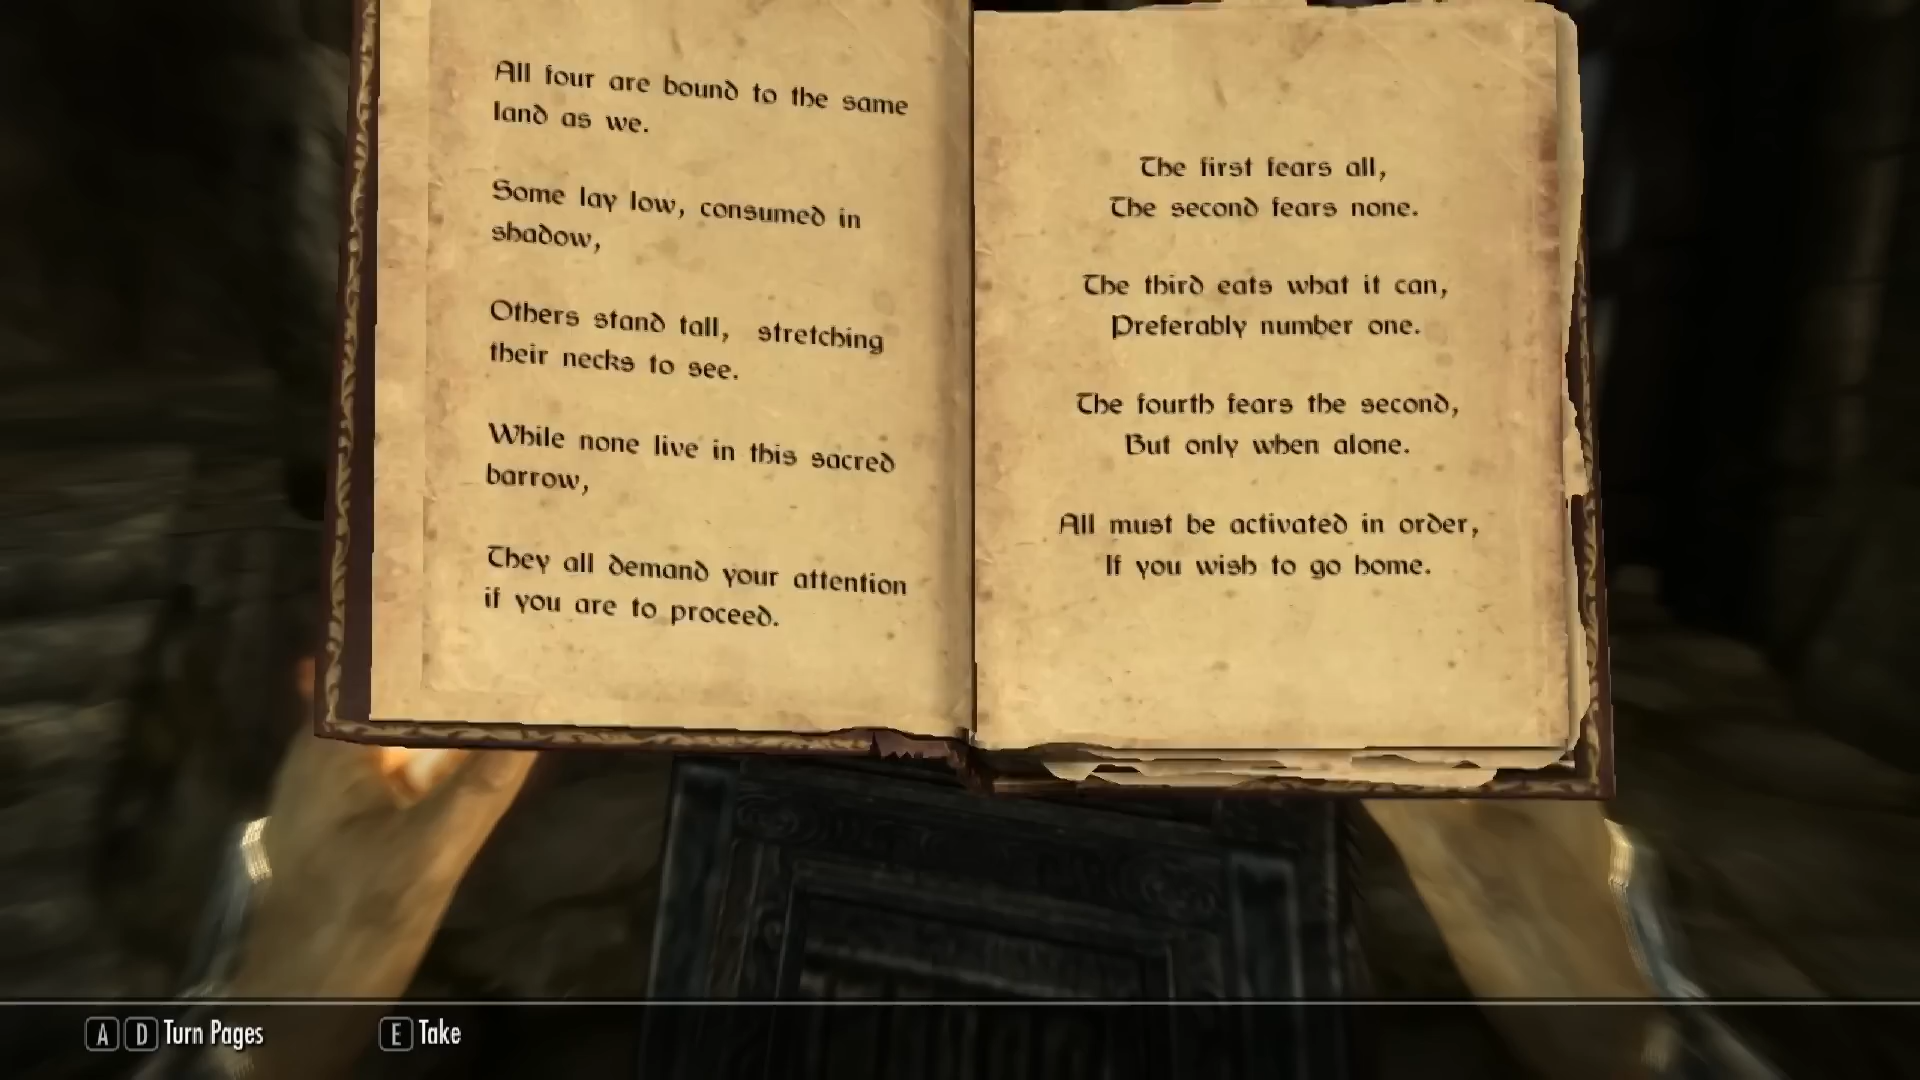 All four are bound to the same
land as we.
Some lay low, consumed in
shadow,
Others stand tall, stretching
their necks to see.
While none live in this sacred
barrow,
They all demand your attention
if you are to proceed.
The first fears all,
The second fears none.
The third eats what it can,
Preferably number one.
The fourth fears the second,
But only when alone.
All must be activated in order,
If you wish to go home.
A D Turn Pages
E Take